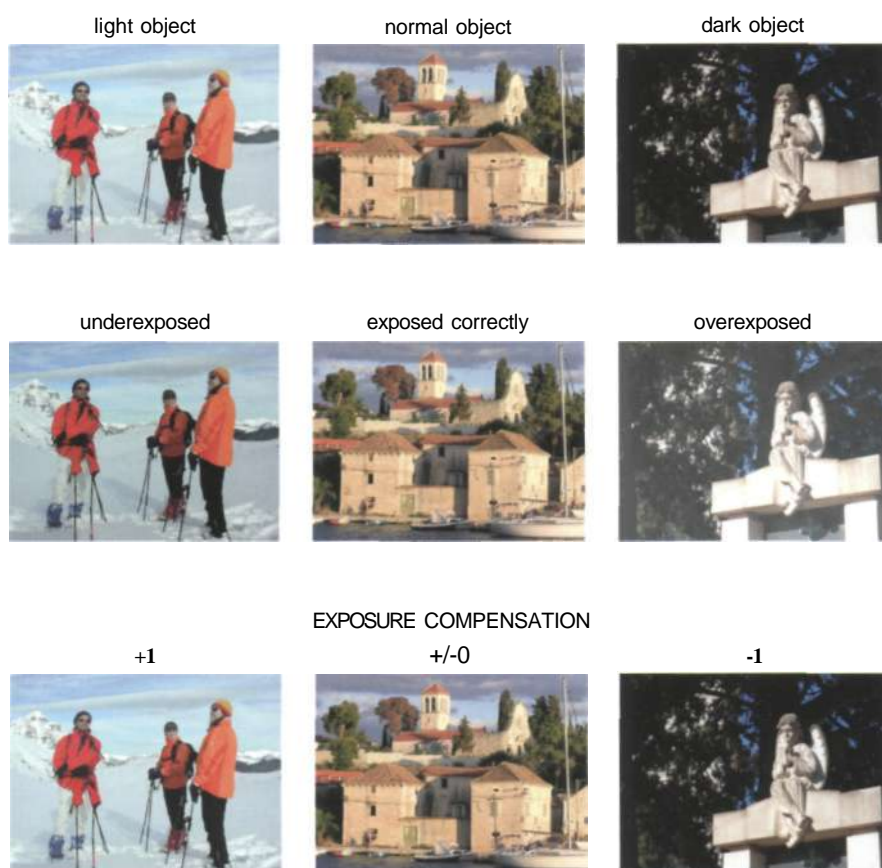 light object normal object dark object
underexposed exposed correctly overexposed
EXPOSURE COMPENSATION
+1 +/-0 -1